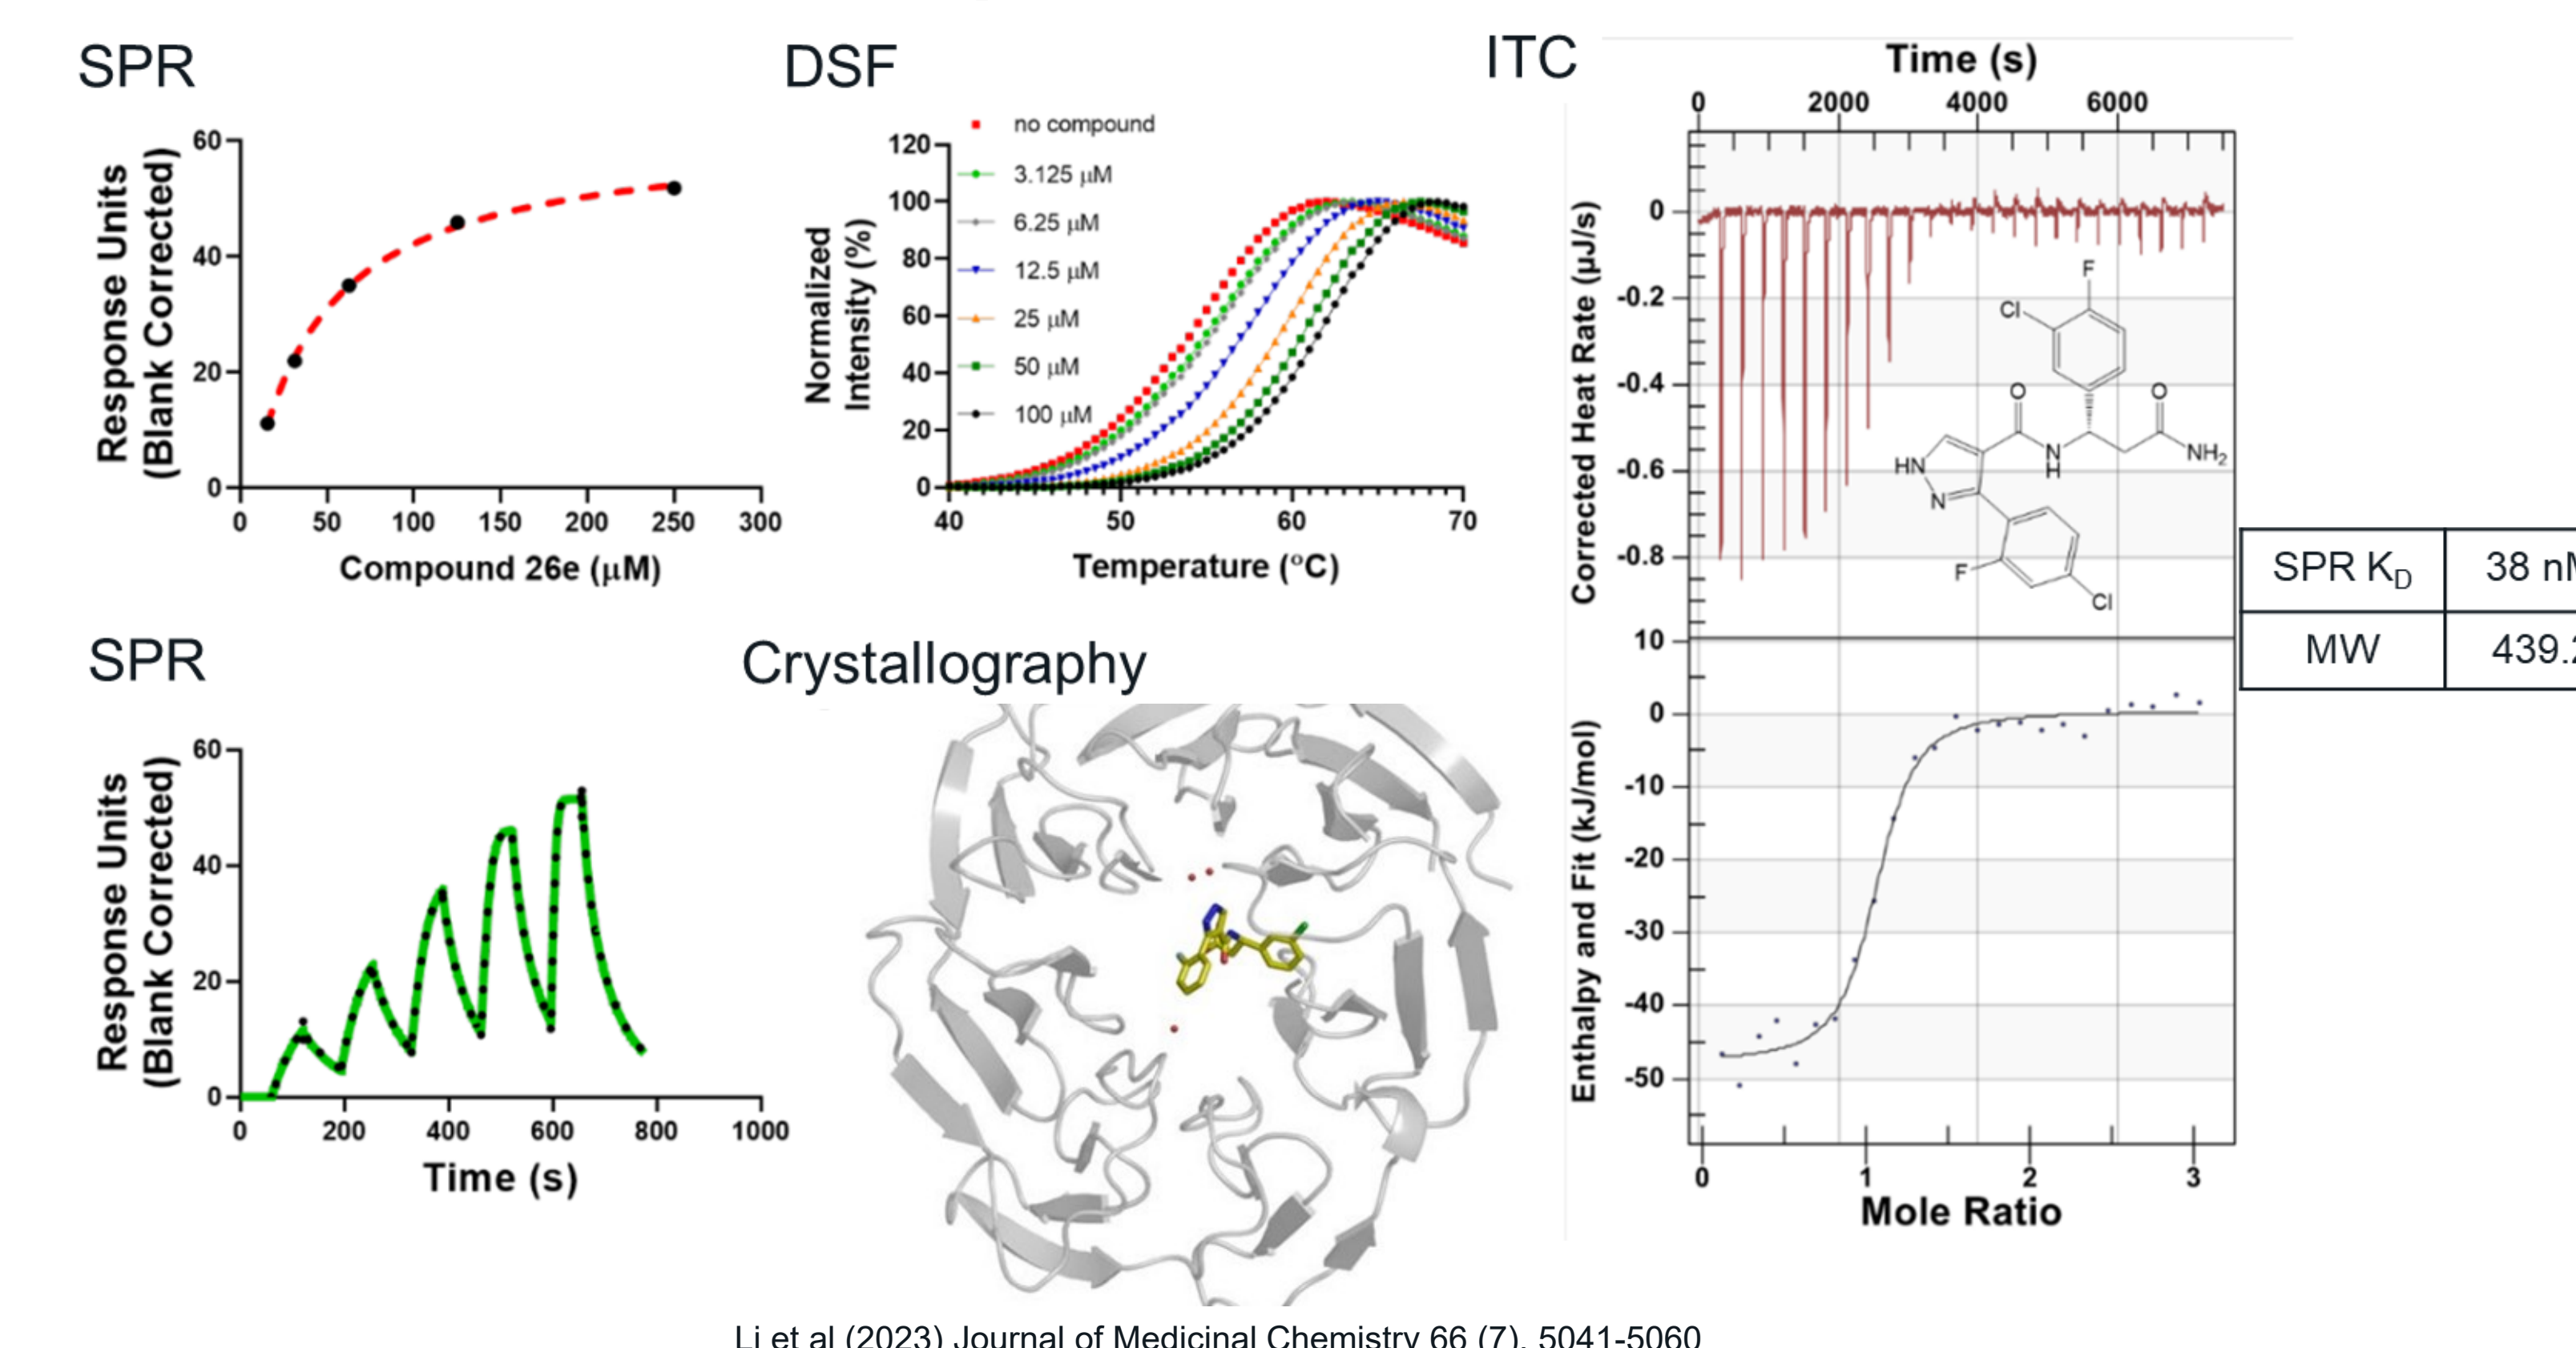 SPR
Response Units
(Blank Corrected)
60
40
20
0
0 50 100 150 200 250 300
Compound 26e (μM)
DSF
Normalized
Intensity (%)
120
100
80
60
40
20
0
no compound
3.125 μM
6.25 μM
12.5 μM
25 μM
50 μM
100 μM
40 50 60 70
Temperature (°C)
ITC
Time (s)
0 2000 4000 6000
Corrected Heat Rate (μJ/s)
0
-0.2
-0.4
-0.6
-0.8
F
Cl
O O
N
H
NH2
HN
N
F
Cl
10
0
-10
-20
-30
-40
-50
Enthalpy and Fit (kJ/mol)
0 1 2 3
Mole Ratio
SPR KD 38 nM
MW 439.2
SPR
Response Units
(Blank Corrected)
60
40
20
0
0 200 400 600 800 1000
Time (s)
Crystallography
Li et al (2023) Journal of Medicinal Chemistry 66 (7), 5041-5060